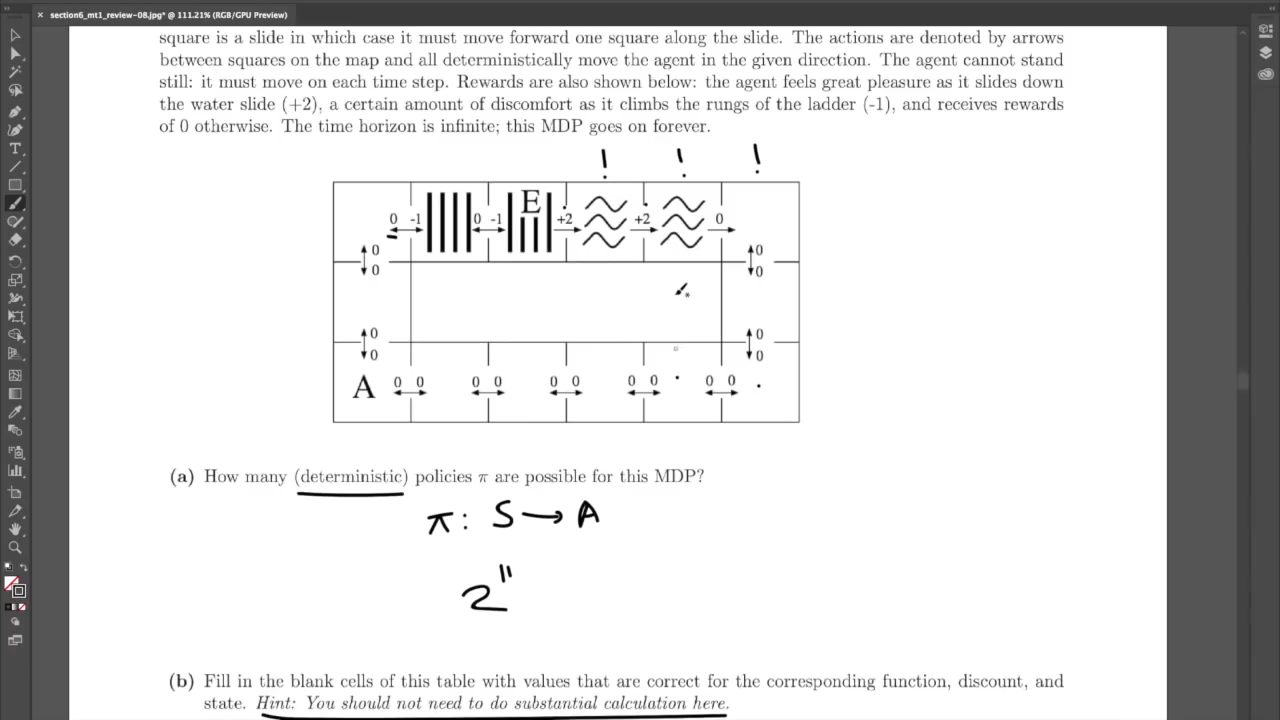 section6_mt1_review-08.jpg* @ 111.21% (RGB/GPU Preview)
square is a slide in which case it must move forward one square along the slide. The actions are denoted by arrows
between squares on the map and all deterministically move the agent in the given direction. The agent cannot stand
still: it must move on each time step. Rewards are also shown below: the agent feels great pleasure as it slides down
the water slide (+2), a certain amount of discomfort as it climbs the rungs of the ladder (-1), and receives rewards
of 0 otherwise. The time horizon is infinite; this MDP goes on forever.
! ! !
E
0 -1 0 -1 +2 +2 0
0 0
0 0
0 0
0 0
A 0 0 0 0 0 0 0 0 0 0
(a) How many (deterministic) policies π are possible for this MDP?
π: S → A
2^11
(b) Fill in the blank cells of this table with values that are correct for the corresponding function, discount, and
state. Hint: You should not need to do substantial calculation here.